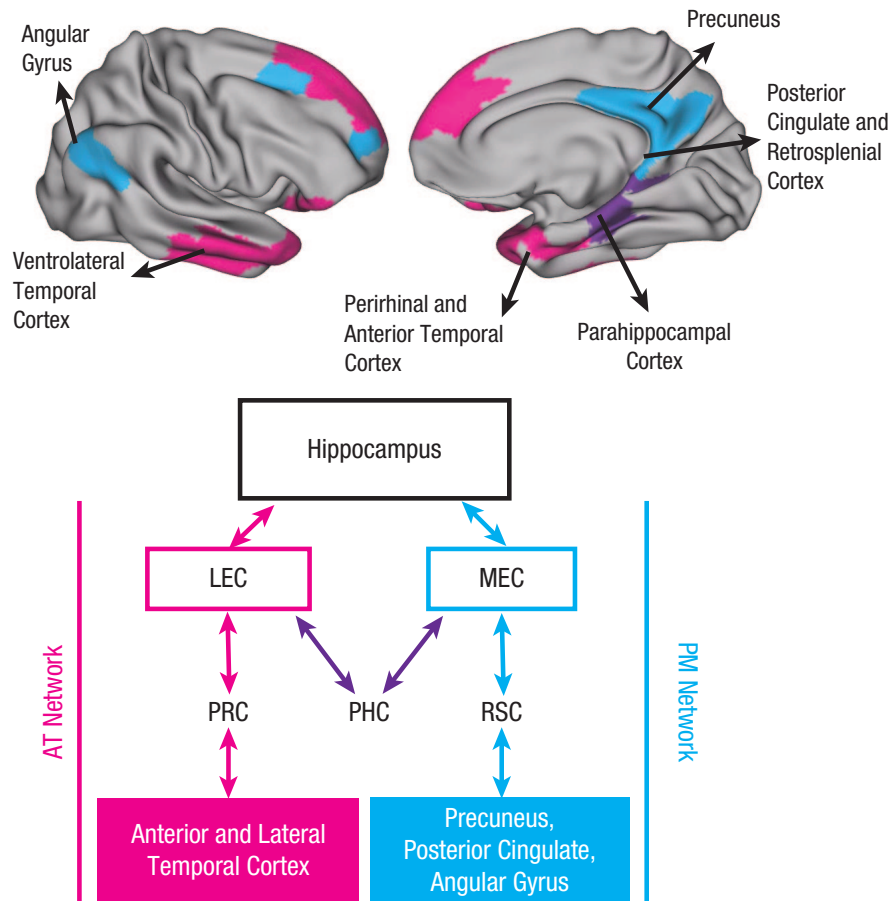 Angular
Gyrus
Precuneus
Posterior
Cingulate and
Retrosplenial
Cortex
Ventrolateral
Temporal
Cortex
Perirhinal and
Anterior Temporal
Cortex
Parahippocampal
Cortex
Hippocampus
LEC
MEC
AT Network
PM Network
PRC
PHC
RSC
Anterior and Lateral
Temporal Cortex
Precuneus,
Posterior Cingulate,
Angular Gyrus